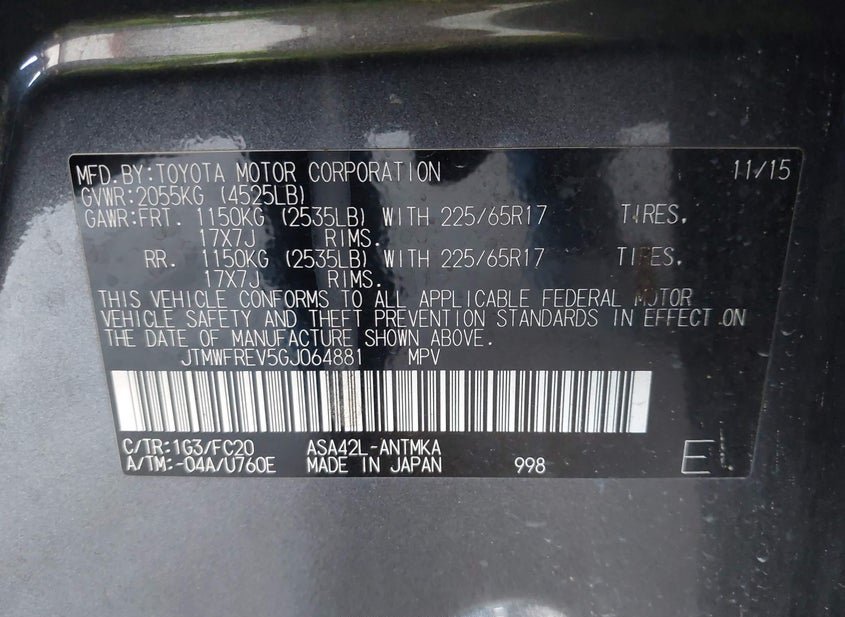 MFD.BY:TOYOTA MOTOR CORPORATION 11/15
GVWR:2055KG (4525LB)
GAWR:FRT. 1150KG (2535LB) WITH 225/65R17 TIRES,
17X7J RIMS.
RR. 1150KG (2535LB) WITH 225/65R17 TIRES,
17X7J RIMS.
THIS VEHICLE CONFORMS TO ALL APPLICABLE FEDERAL MOTOR
VEHICLE SAFETY AND THEFT PREVENTION STANDARDS IN EFFECT ON
THE DATE OF MANUFACTURE SHOWN ABOVE.
JTMWFREV5GJ064881 MPV
C/TR:1G3/FC20 ASA42L-ANTMKA
A/TM:-04A/U760E MADE IN JAPAN 998 E